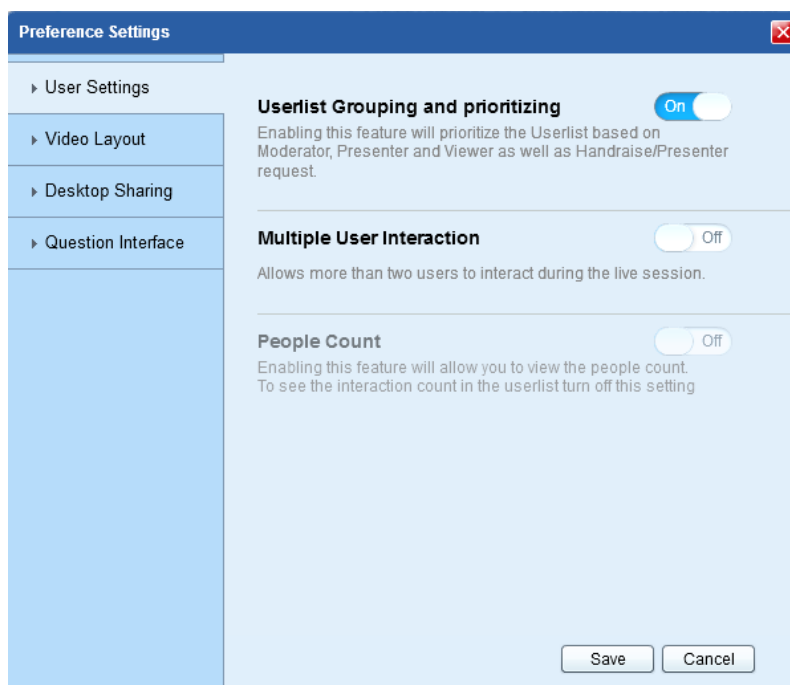 Preference Settings
User Settings
Video Layout
Desktop Sharing
Question Interface
Userlist Grouping and prioritizing
On
Enabling this feature will prioritize the Userlist based on
Moderator, Presenter and Viewer as well as Handraise/Presenter
request.
Multiple User Interaction
Off
Allows more than two users to interact during the live session.
People Count
Off
Enabling this feature will allow you to view the people count.
To see the interaction count in the userlist turn off this setting
Save
Cancel